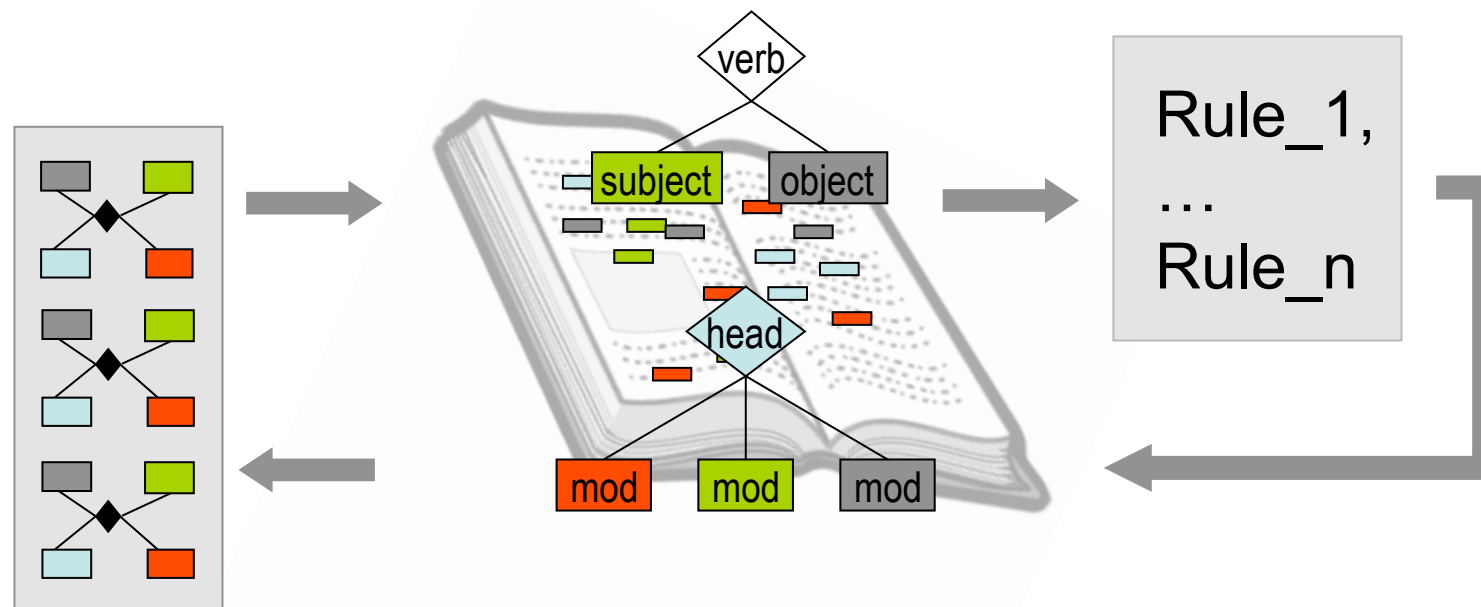 verb
subject
object
head
mod
mod
mod
Rule_1,
…
Rule_n